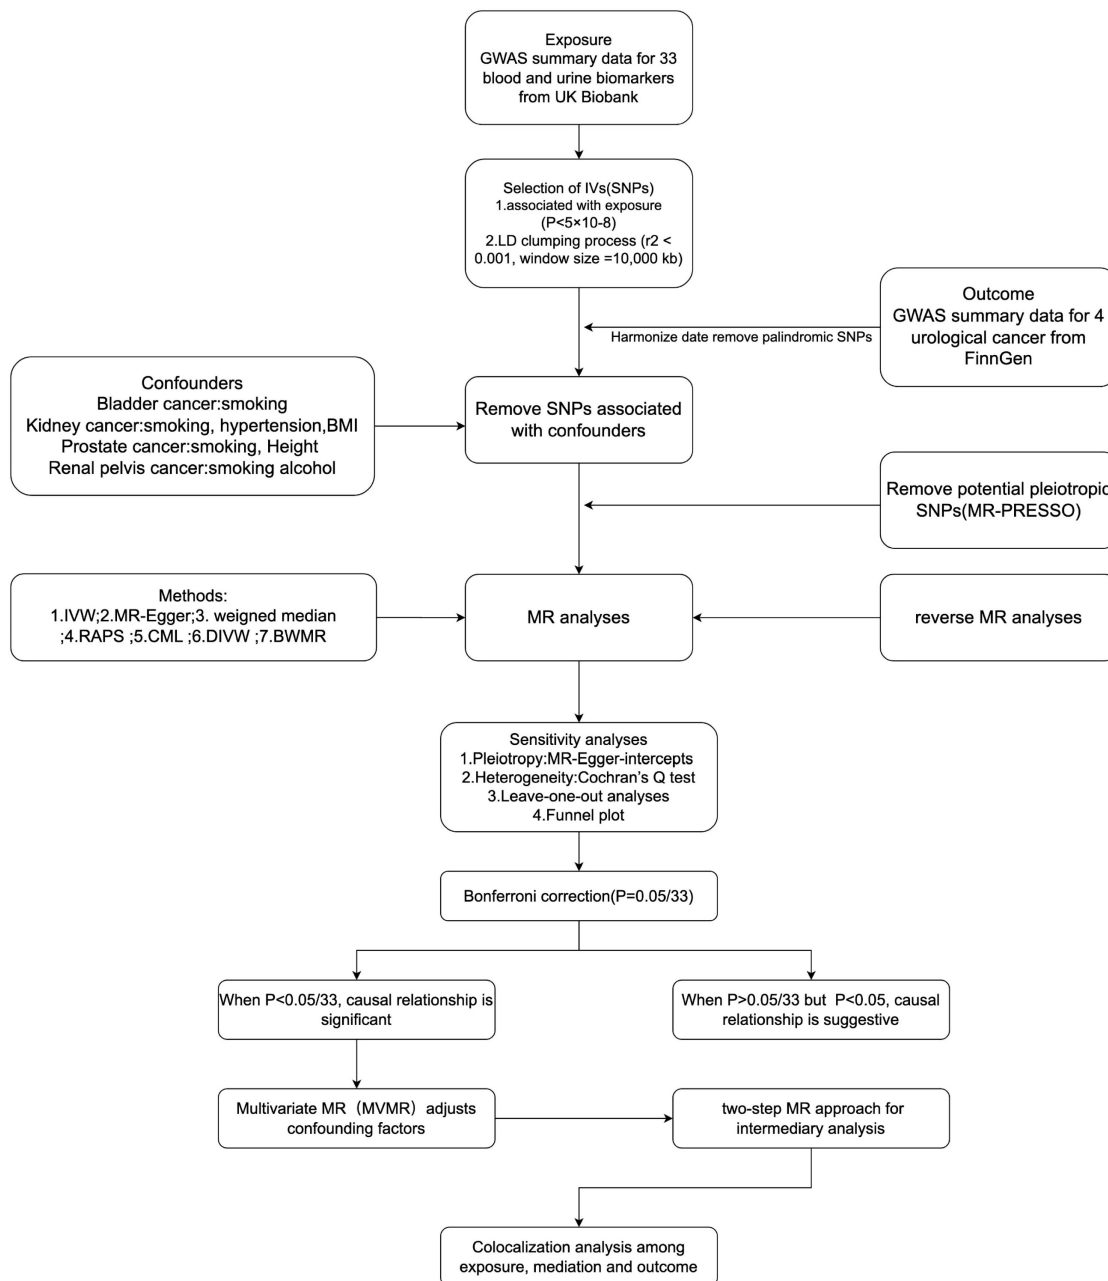 Exposure
GWAS summary data for 33
blood and urine biomarkers
from UK Biobank
Selection of IVs(SNPs)
1.associated with exposure
(P<5×10-8)
2.LD clumping process (r2 <
0.001, window size =10,000 kb)
Outcome
GWAS summary data for 4
urological cancer from
FinnGen
Harmonize date remove palindromic SNPs
Confounders
Bladder cancer:smoking
Kidney cancer:smoking, hypertension,BMI
Prostate cancer:smoking, Height
Renal pelvis cancer:smoking alcohol
Remove SNPs associated
with confounders
Remove potential pleiotropic
SNPs(MR-PRESSO)
Methods:
1.IVW;2.MR-Egger;3. weigned median
;4.RAPS ;5.CML ;6.DIVW ;7.BWMR
MR analyses
reverse MR analyses
Sensitivity analyses
1.Pleiotropy:MR-Egger-intercepts
2.Heterogeneity:Cochran’s Q test
3.Leave-one-out analyses
4.Funnel plot
Bonferroni correction(P=0.05/33)
When P<0.05/33, causal relationship is
significant
When P>0.05/33 but  P<0.05, causal
relationship is suggestive
Multivariate MR（MVMR）adjusts
confounding factors
two-step MR approach for
intermediary analysis
Colocalization analysis among
exposure, mediation and outcome